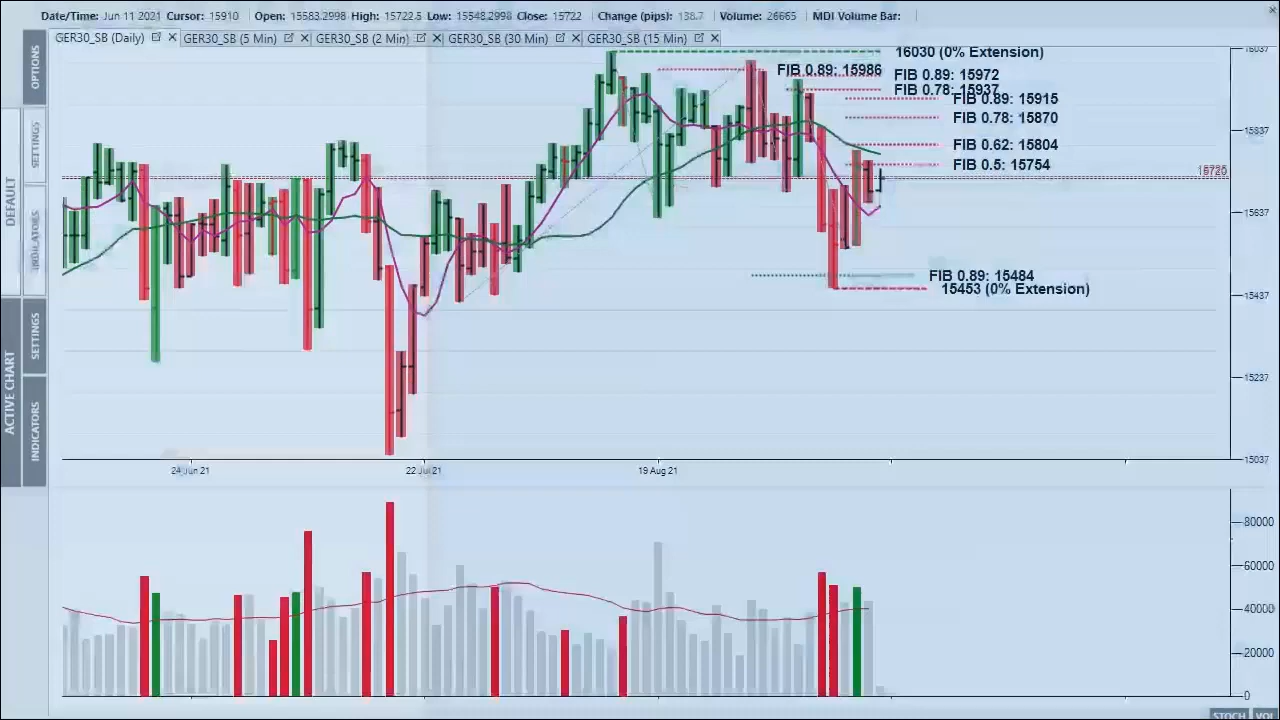 Date/Time: Jun 11 2021 Cursor: 15910 Open: 15583.2998 High: 15722.5 Low: 15548.2998 Close: 15722 Change (pips): 138.7 Volume: 26665 MDI Volume Bar:
GER30_SB (Daily) GER30_SB (5 Min) GER30_SB (2 Min) GER30_SB (30 Min) GER30_SB (15 Min)
OPTIONS
DEFAULT
SETTINGS
INDICATORS
ACTIVE CHART
SETTINGS
INDICATORS
16030 (0% Extension)
FIB 0.89: 15986
FIB 0.89: 15972
FIB 0.78: 15937
FIB 0.89: 15915
FIB 0.78: 15870
FIB 0.62: 15804
FIB 0.5: 15754
FIB 0.89: 15484
15453 (0% Extension)
16037
15837
15720
15637
15437
15237
15037
24 Jun 21
22 Jul 21
19 Aug 21
80000
60000
40000
20000
0
STOCH VOL